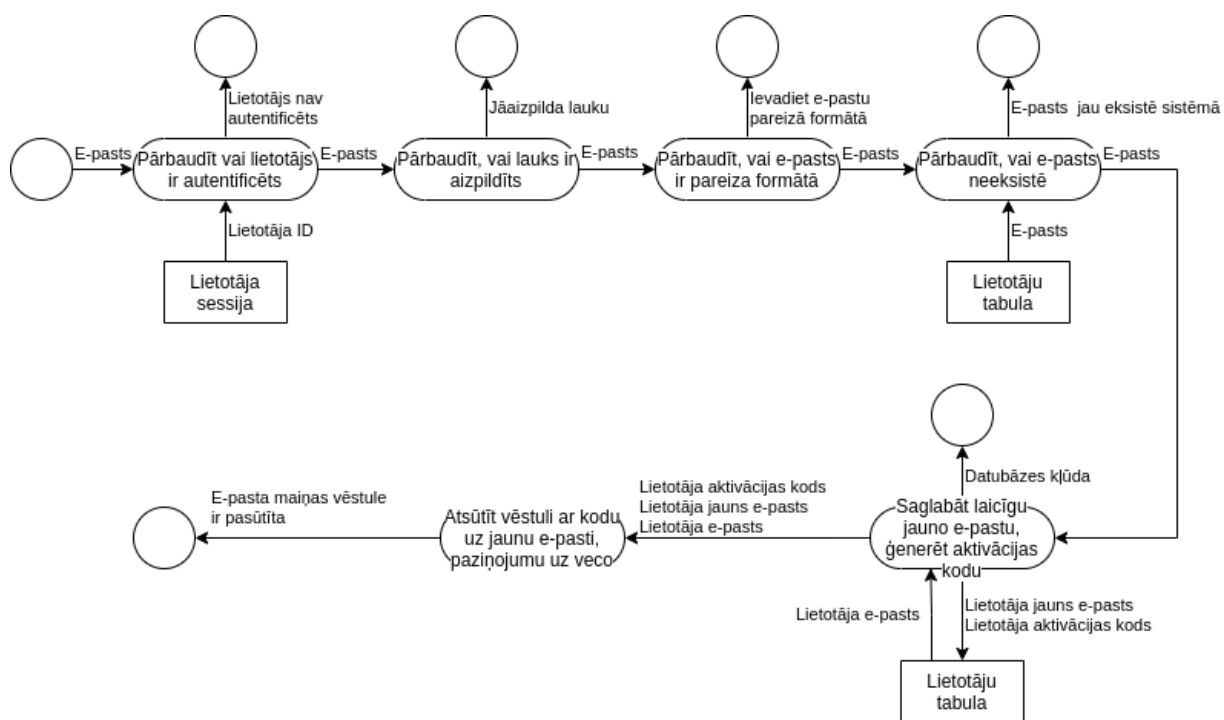 Lietotājs nav
autentificēts
Jāaizpilda lauku
Ievadiet e-pastu
pareizā formātā
E-pasts jau eksistē sistēmā
E-pasts
Pārbaudīt vai lietotājs
ir autentificēts
E-pasts
Pārbaudīt, vai lauks ir
aizpildīts
E-pasts
Pārbaudīt, vai e-pasts
ir pareiza formātā
E-pasts
Pārbaudīt, vai e-pasts
neeksistē
E-pasts
Lietotāja ID
E-pasts
Lietotāja
sessija
Lietotāju
tabula
Datubāzes kļūda
E-pasta maiņas vēstule
ir pasūtīta
Atsūtīt vēstuli ar kodu
uz jaunu e-pasti,
paziņojumu uz veco
Lietotāja aktivācijas kods
Lietotāja jauns e-pasts
Lietotāja e-pasts
Saglabāt laicīgu
jauno e-pastu,
ģenerēt aktivācijas
kodu
Lietotāja e-pasts
Lietotāja jauns e-pasts
Lietotāja aktivācijas kods
Lietotāju
tabula